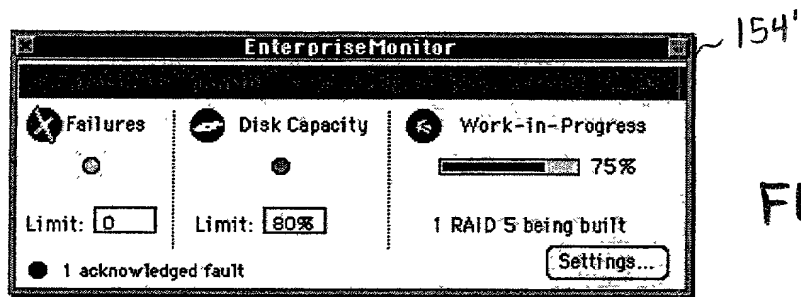 154'
EnterpriseMonitor
Failures
Disk Capacity
Work-in-Progress
75%
Limit: 0
Limit: 80%
1 RAID 5 being built
1 acknowledged fault
Settings...